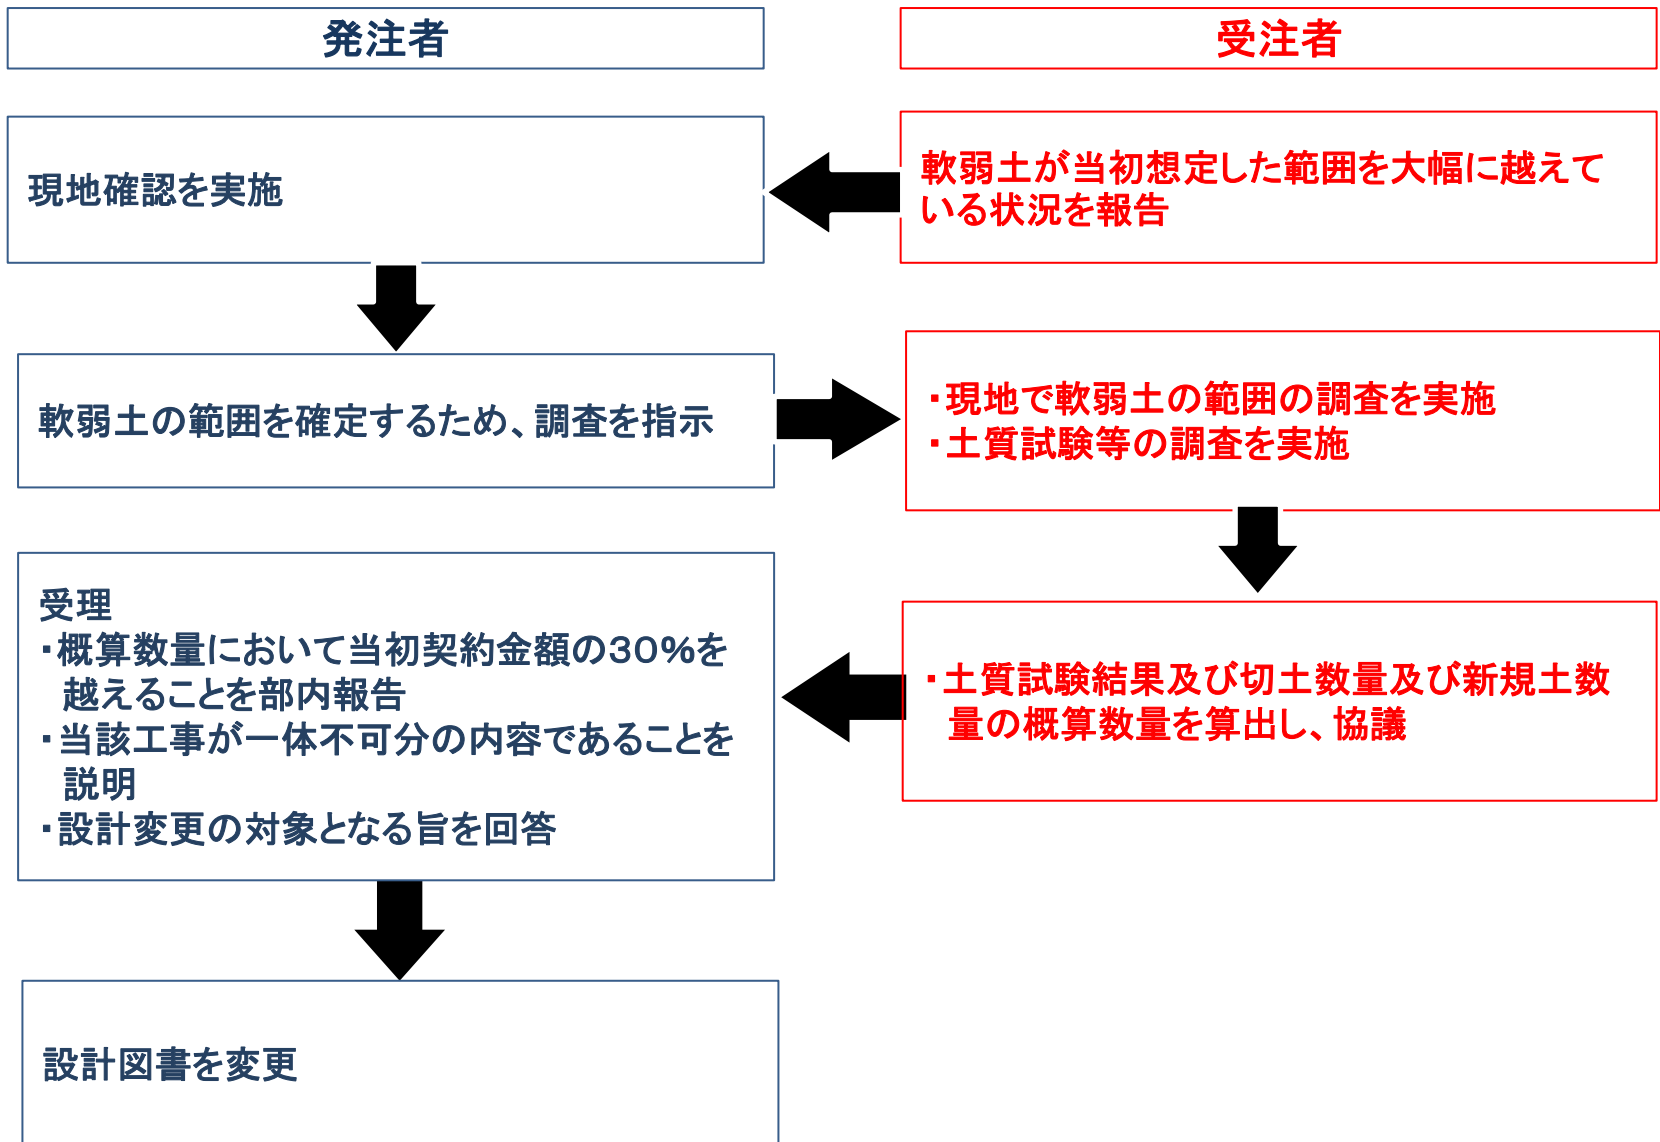 発注者
受注者
軟弱土が当初想定した範囲を大幅に越えて
いる状況を報告
現地確認を実施
軟弱土の範囲を確定するため、調査を指示
・現地で軟弱土の範囲の調査を実施
・土質試験等の調査を実施
・土質試験結果及び切土数量及び新規土数
量の概算数量を算出し、協議
受理
・概算数量において当初契約金額の30%を
越えることを部内報告
・当該工事が一体不可分の内容であることを
説明
・設計変更の対象となる旨を回答
設計図書を変更